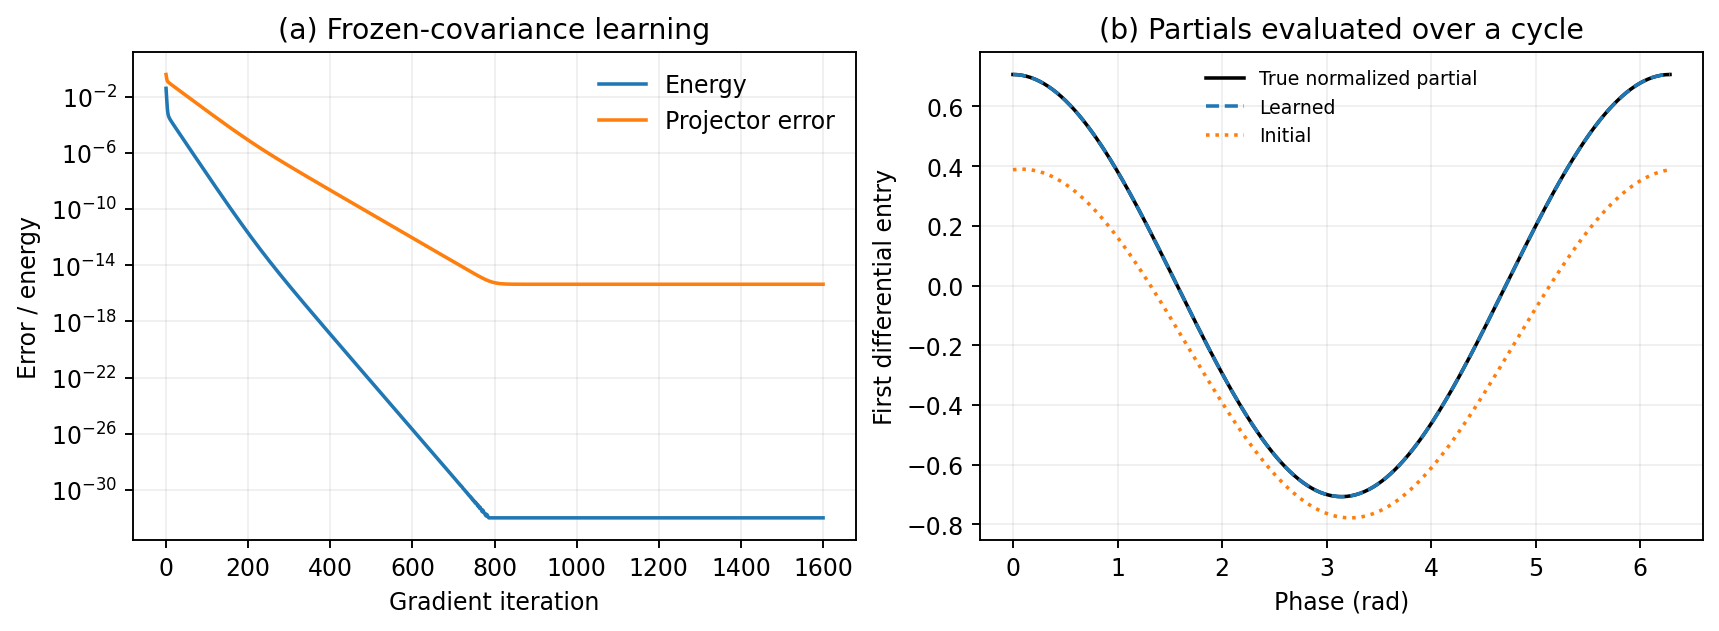 (a) Frozen-covariance learning
Error / energy
10⁻²
10⁻⁶
10⁻¹⁰
10⁻¹⁴
10⁻¹⁸
10⁻²²
10⁻²⁶
10⁻³⁰
Energy
Projector error
0 200 400 600 800 1000 1200 1400 1600
Gradient iteration
(b) Partials evaluated over a cycle
First differential entry
0.6
0.4
0.2
0.0
−0.2
−0.4
−0.6
−0.8
True normalized partial
Learned
Initial
0 1 2 3 4 5 6
Phase (rad)